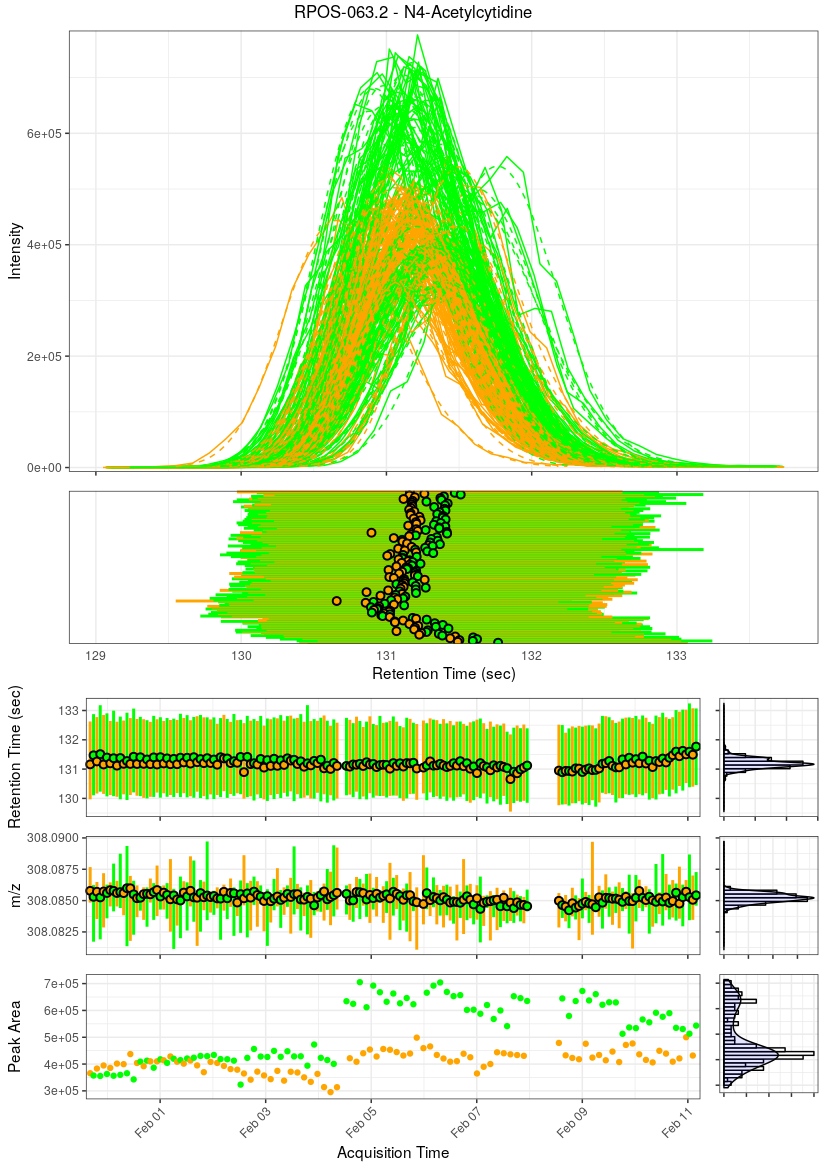 RPOS-063.2 - N4-Acetylcytidine
Intensity
6e+05
4e+05
2e+05
0e+00
129
130
131
132
133
Retention Time (sec)
Retention Time (sec)
133
132
131
130
m/z
308.0900
308.0875
308.0850
308.0825
Peak Area
7e+05
6e+05
5e+05
4e+05
3e+05
Feb 01
Feb 03
Feb 05
Feb 07
Feb 09
Feb 11
Acquisition Time